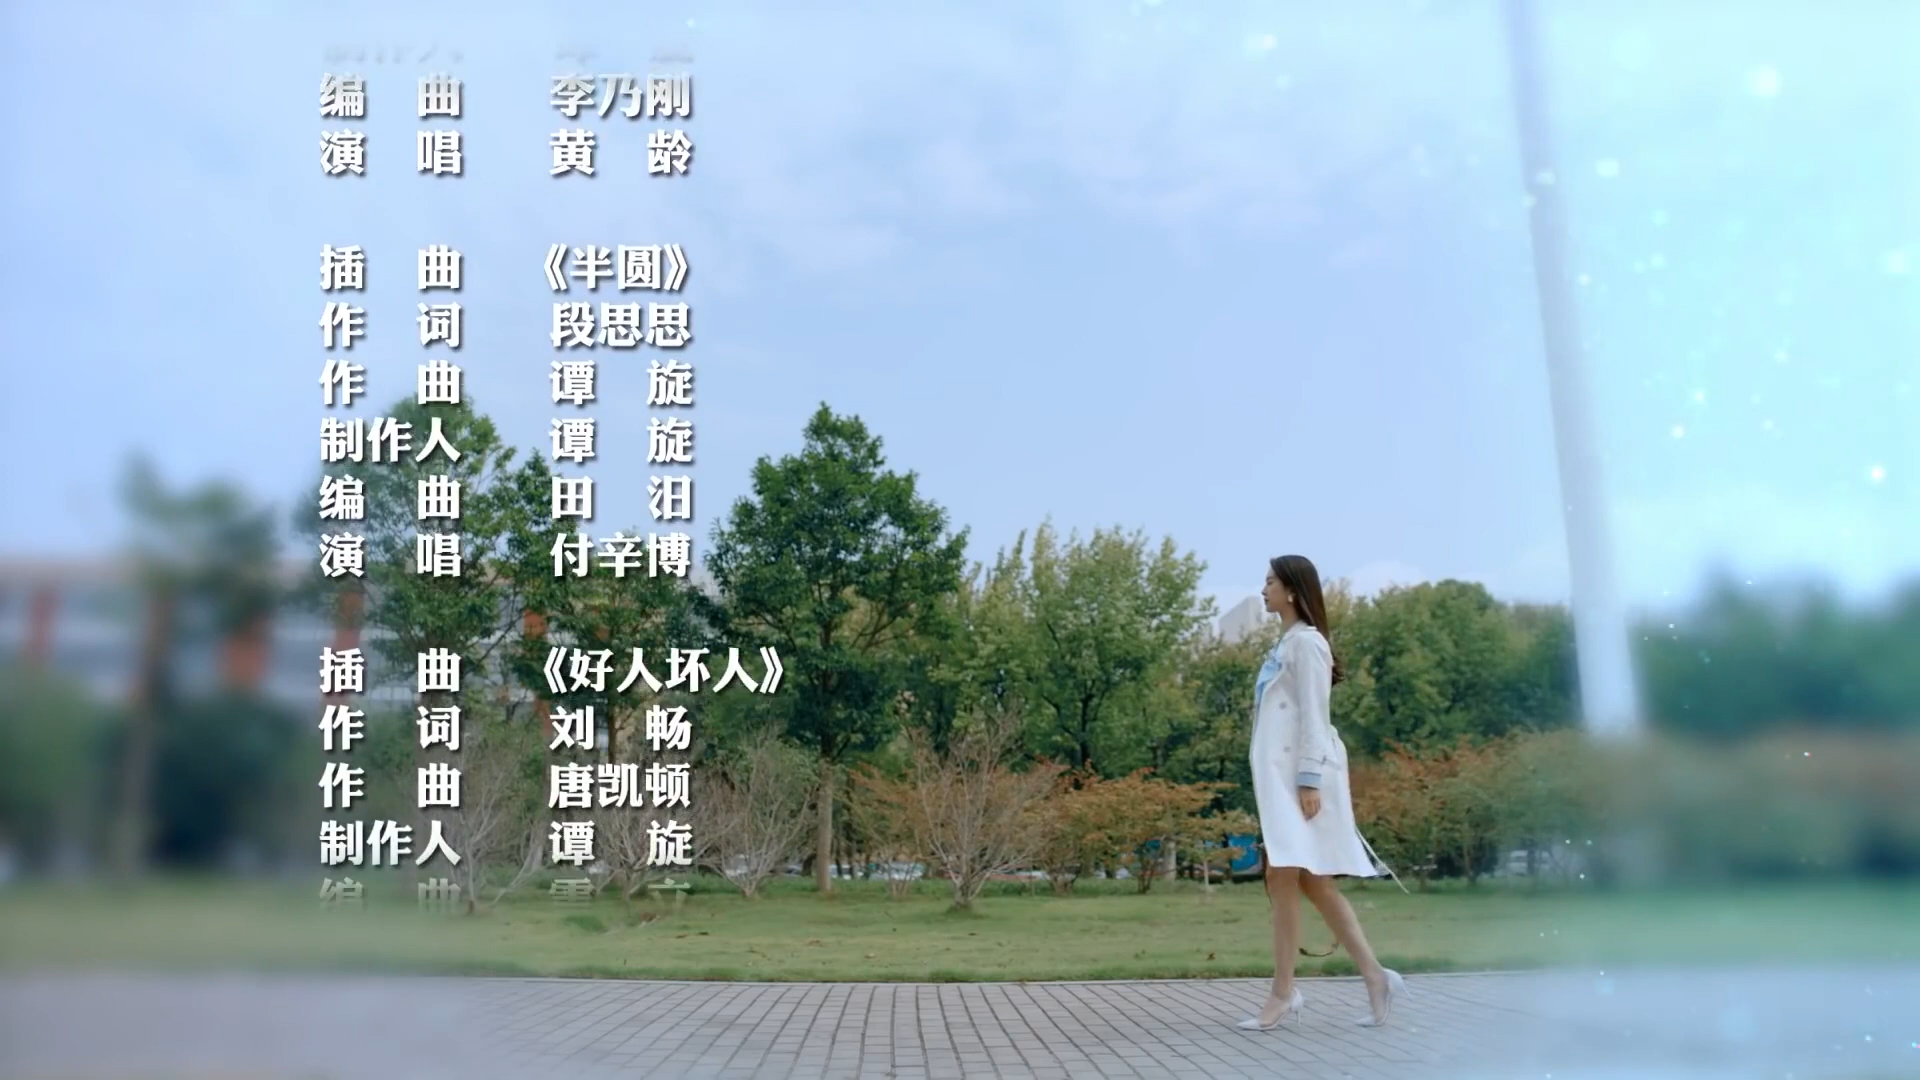 编 曲 李乃刚
演 唱 黄 龄
插 曲 《半圆》
作 词 段思思
作 曲 谭 旋
制作人 谭 旋
编 曲 田 汨
演 唱 付辛博
插 曲 《好人坏人》
作 词 刘 畅
作 曲 唐凯顿
制作人 谭 旋
编 曲